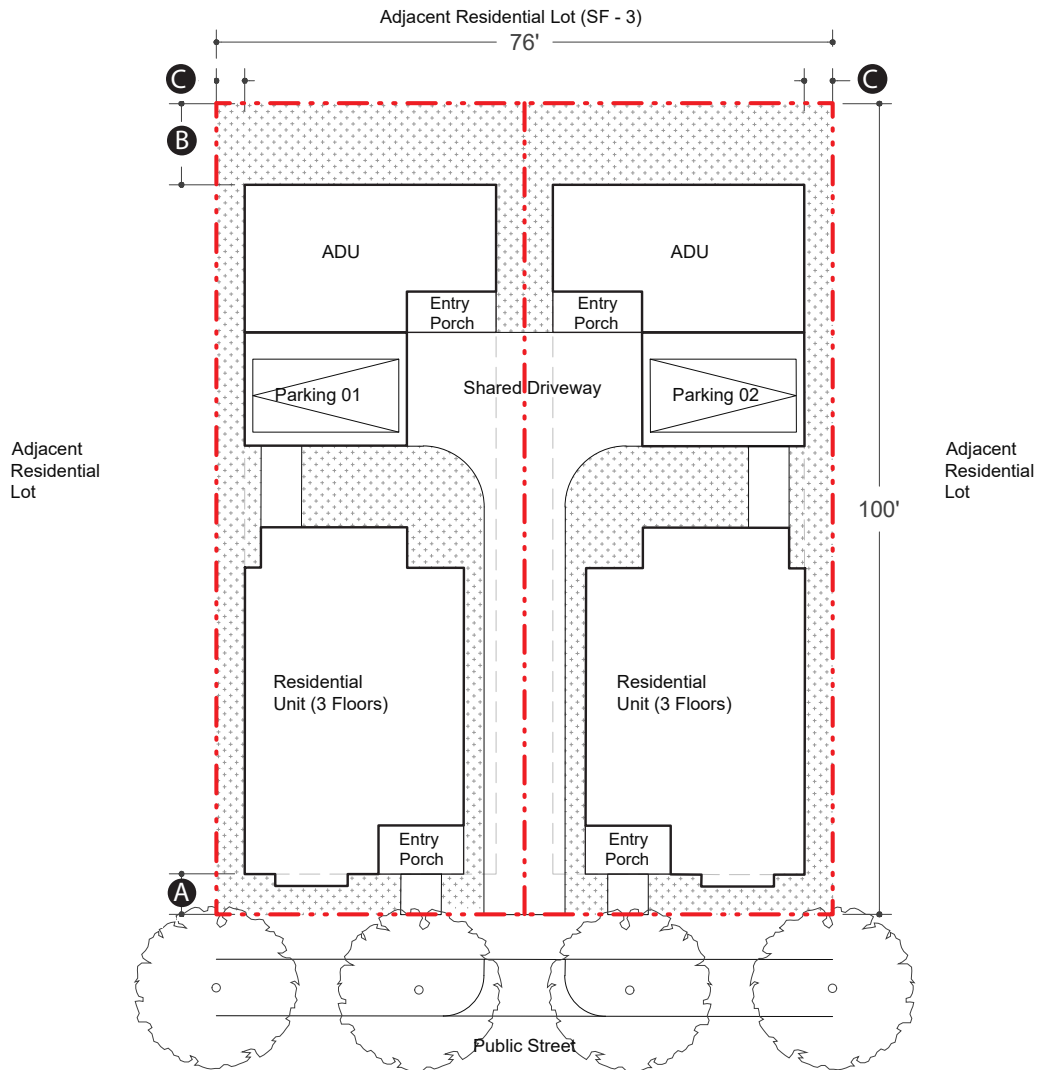 Adjacent Residential Lot (SF - 3)
76'
C
C
B
ADU
ADU
Entry
Porch
Entry
Porch
Shared Driveway
Parking 01
Parking 02
Adjacent
Residential
Lot
Adjacent
Residential
Lot
100'
Residential
Unit (3 Floors)
Residential
Unit (3 Floors)
Entry
Porch
Entry
Porch
A
Public Street